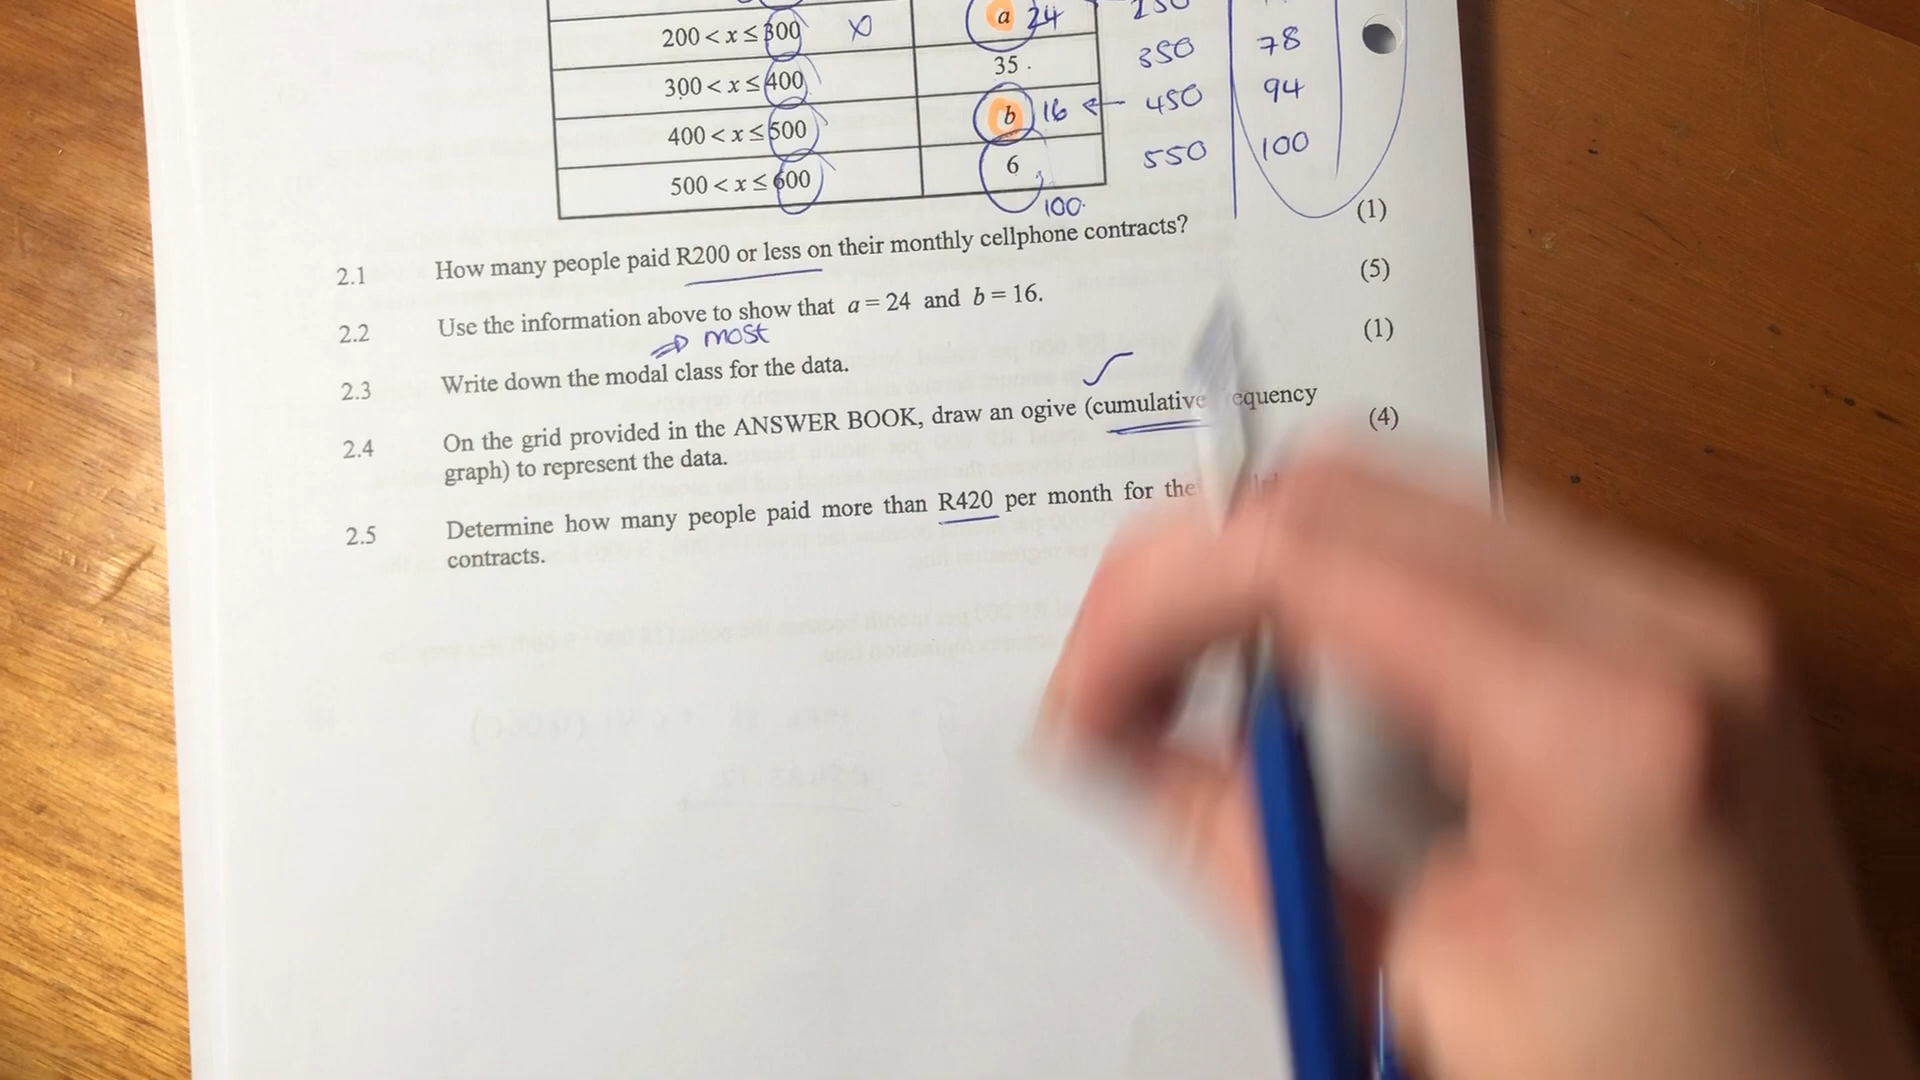 200 < x ≤ 300 a 24
300 < x ≤ 400 35 350 78
400 < x ≤ 500 b 16 ← 450 94
500 < x ≤ 600 6 550 100
100
2.1 How many people paid R200 or less on their monthly cellphone contracts? (1)
2.2 Use the information above to show that a = 24 and b = 16. (5)
⇒ most
2.3 Write down the modal class for the data. (1)
2.4 On the grid provided in the ANSWER BOOK, draw an ogive (cumulative equency
graph) to represent the data. (4)
2.5 Determine how many people paid more than R420 per month for the
contracts.